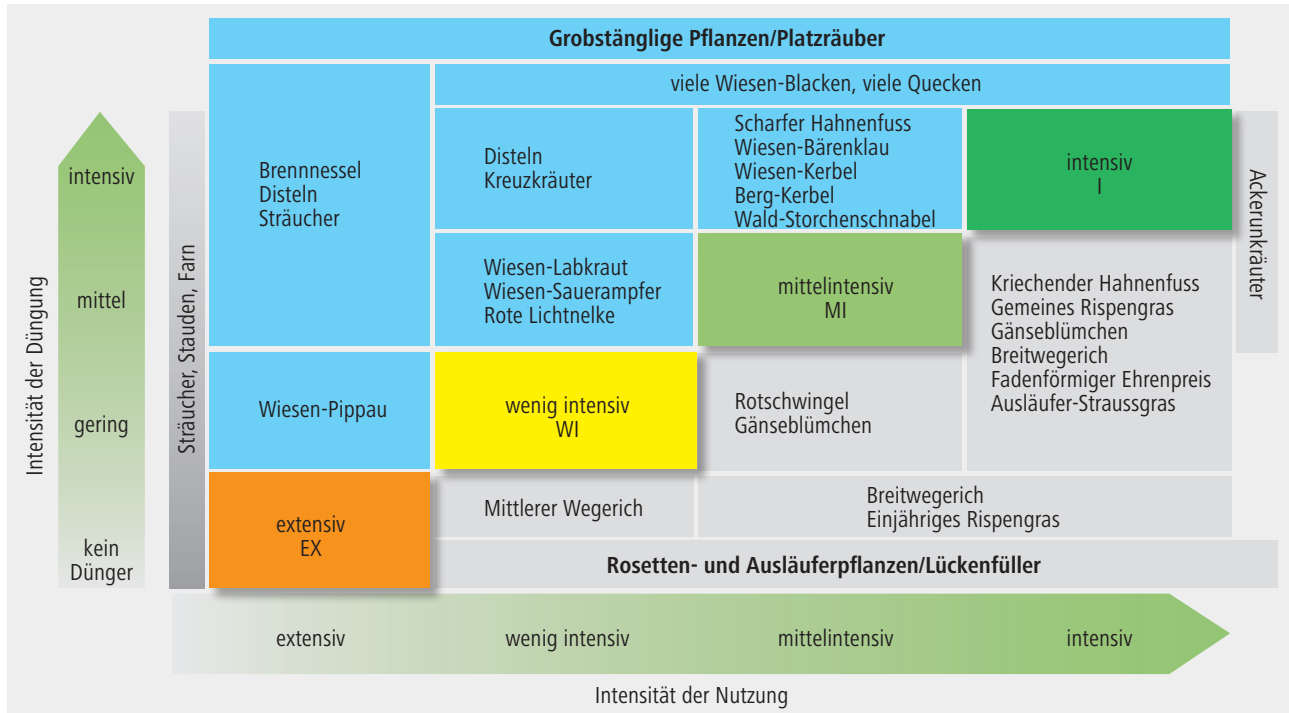 Grobstänglige Pflanzen/Platzräuber
viele Wiesen-Blacken, viele Quecken
Intensität der Düngung
intensiv
mittel
gering
kein
Dünger
Sträucher, Stauden, Farn
Brennnessel
Disteln
Sträucher
Disteln
Kreuzkräuter
Scharfer Hahnenfuss
Wiesen-Bärenklau
Wiesen-Kerbel
Berg-Kerbel
Wald-Storchenschnabel
intensiv
I
Ackerunkräuter
Wiesen-Labkraut
Wiesen-Sauerampfer
Rote Lichtnelke
mittelintensiv
MI
Kriechender Hahnenfuss
Gemeines Rispengras
Gänseblümchen
Breitwegerich
Fadenförmiger Ehrenpreis
Ausläufer-Straussgras
Wiesen-Pippau
wenig intensiv
WI
Rotschwingel
Gänseblümchen
extensiv
EX
Mittlerer Wegerich
Breitwegerich
Einjähriges Rispengras
Rosetten- und Ausläuferpflanzen/Lückenfüller
extensiv
wenig intensiv
mittelintensiv
intensiv
Intensität der Nutzung